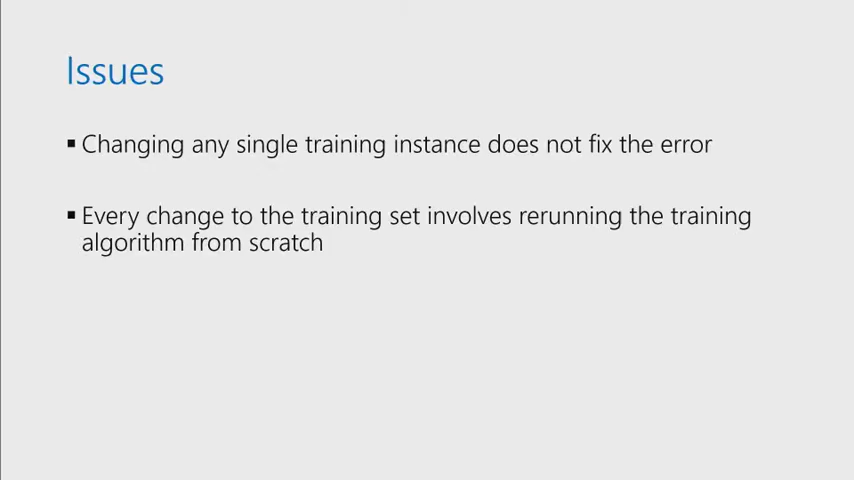 Issues
▪ Changing any single training instance does not fix the error
▪ Every change to the training set involves rerunning the training
algorithm from scratch